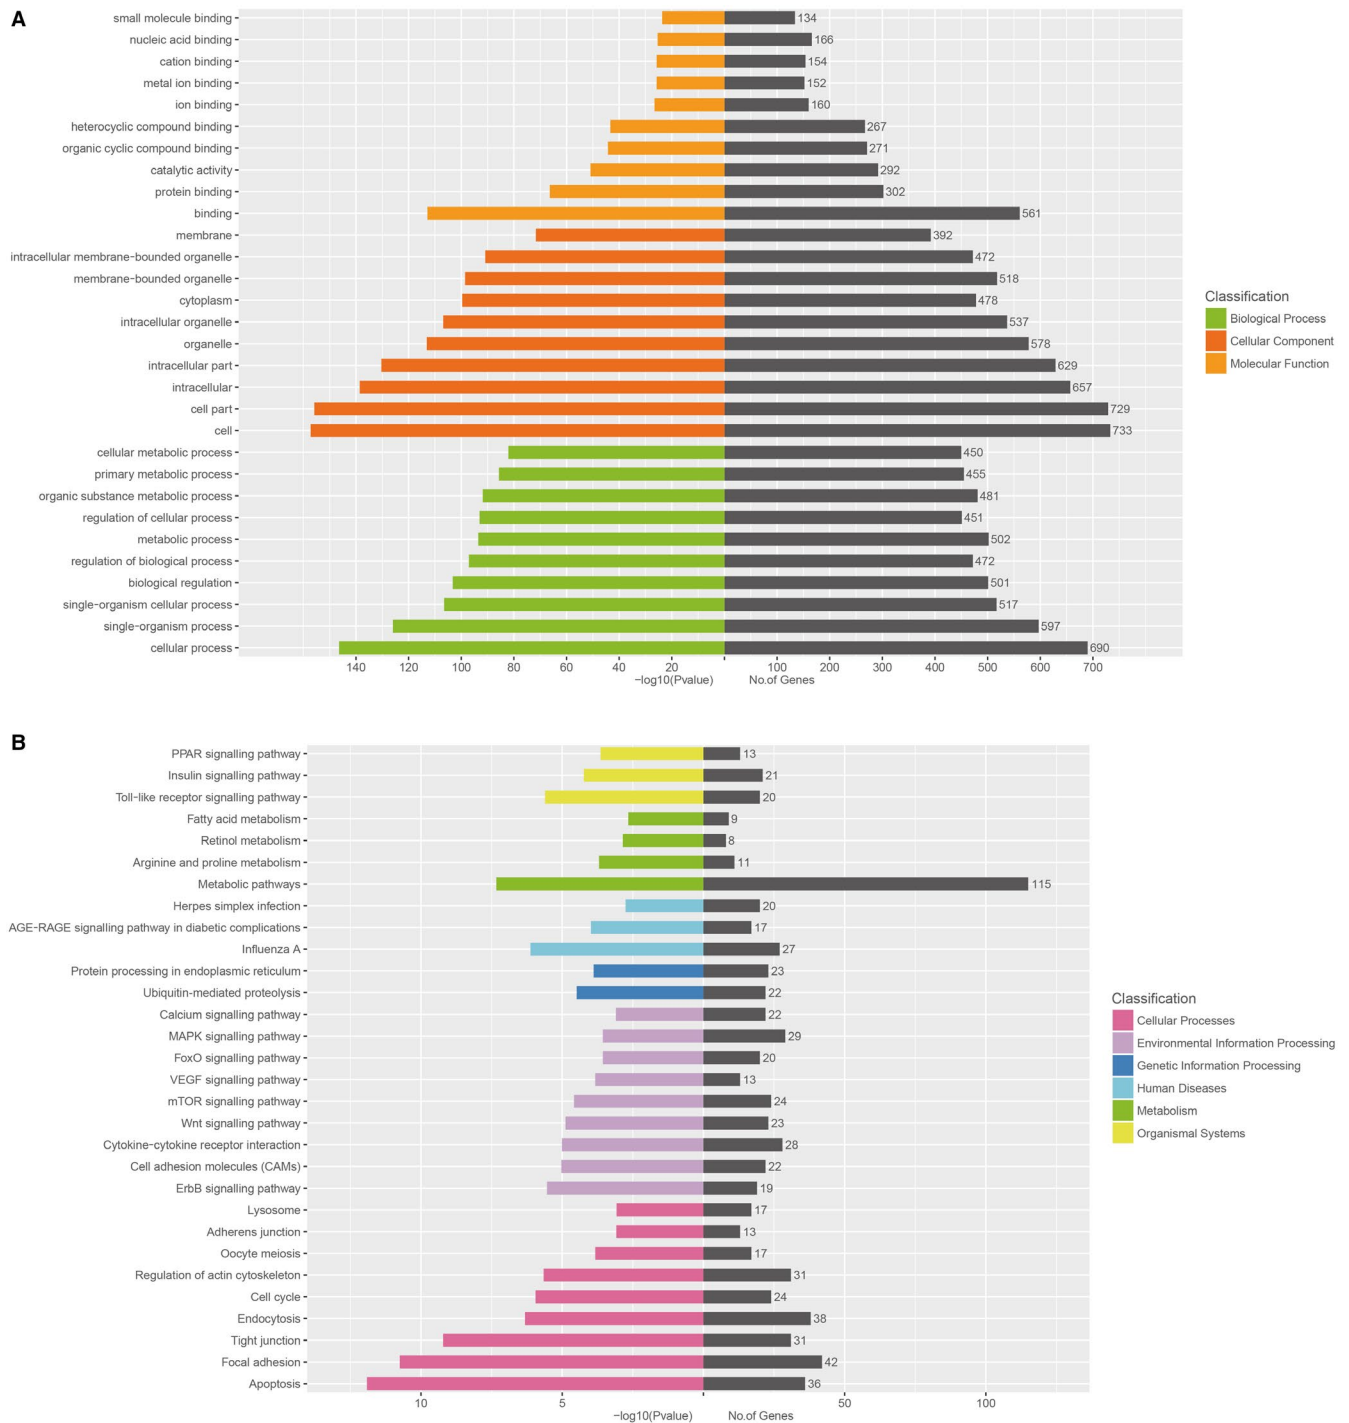 A
small molecule binding 134
nucleic acid binding 166
cation binding 154
metal ion binding 152
ion binding 160
heterocyclic compound binding 267
organic cyclic compound binding 271
catalytic activity 292
protein binding 302
binding 561
membrane 392
intracellular membrane-bounded organelle 472
membrane-bounded organelle 518
cytoplasm 478
intracellular organelle 537
organelle 578
intracellular part 629
intracellular 657
cell part 729
cell 733
cellular metabolic process 450
primary metabolic process 455
organic substance metabolic process 481
regulation of cellular process 451
metabolic process 502
regulation of biological process 472
biological regulation 501
single-organism cellular process 517
single-organism process 597
cellular process 690
140 120 100 80 60 40 20 100 200 300 400 500 600 700
−log10(Pvalue) No.of Genes
Classification
Biological Process
Cellular Component
Molecular Function
B
PPAR signalling pathway 13
Insulin signalling pathway 21
Toll-like receptor signalling pathway 20
Fatty acid metabolism 9
Retinol metabolism 8
Arginine and proline metabolism 11
Metabolic pathways 115
Herpes simplex infection 20
AGE-RAGE signalling pathway in diabetic complications 17
Influenza A 27
Protein processing in endoplasmic reticulum 23
Ubiquitin-mediated proteolysis 22
Calcium signalling pathway 22
MAPK signalling pathway 29
FoxO signalling pathway 20
VEGF signalling pathway 13
mTOR signalling pathway 24
Wnt signalling pathway 23
Cytokine-cytokine receptor interaction 28
Cell adhesion molecules (CAMs) 22
ErbB signalling pathway 19
Lysosome 17
Adherens junction 13
Oocyte meiosis 17
Regulation of actin cytoskeleton 31
Cell cycle 24
Endocytosis 38
Tight junction 31
Focal adhesion 42
Apoptosis 36
10 5 50 100
−log10(Pvalue) No.of Genes
Classification
Cellular Processes
Environmental Information Processing
Genetic Information Processing
Human Diseases
Metabolism
Organismal Systems